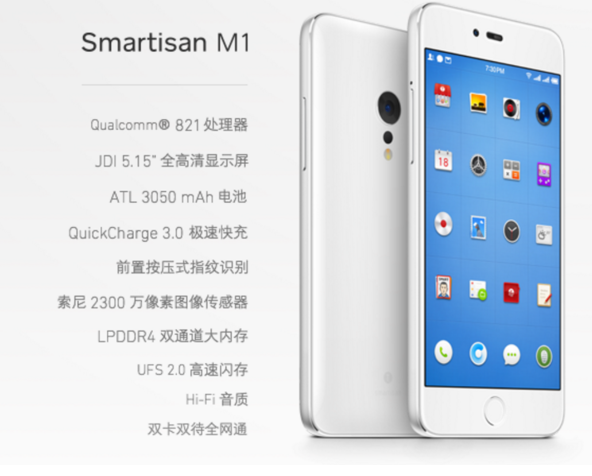 Smartisan M1
Qualcomm® 821 处理器
JDI 5.15" 全高清显示屏
ATL 3050 mAh 电池
QuickCharge 3.0 极速快充
前置按压式指纹识别
索尼 2300 万像素图像传感器
LPDDR4 双通道大内存
UFS 2.0 高速闪存
Hi-Fi 音质
双卡双待全网通
7:00PM
18